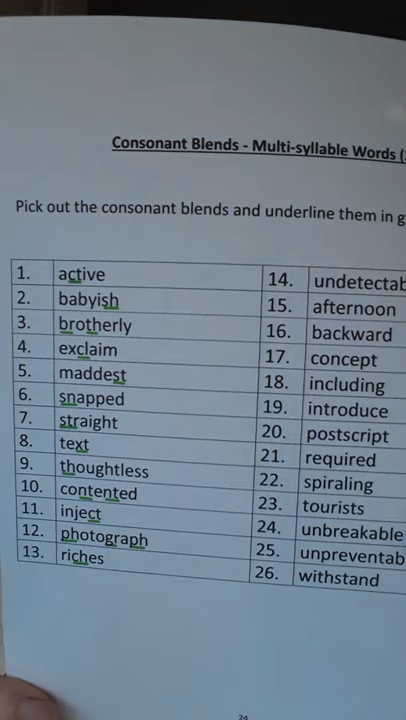 Consonant Blends - Multi-syllable Words (
Pick out the consonant blends and underline them in g
1. active 14. undetectab
2. babyish 15. afternoon
3. brotherly 16. backward
4. exclaim 17. concept
5. maddest 18. including
6. snapped 19. introduce
7. straight 20. postscript
8. text 21. required
9. thoughtless 22. spiraling
10. contented 23. tourists
11. inject 24. unbreakable
12. photograph 25. unpreventab
13. riches 26. withstand
24